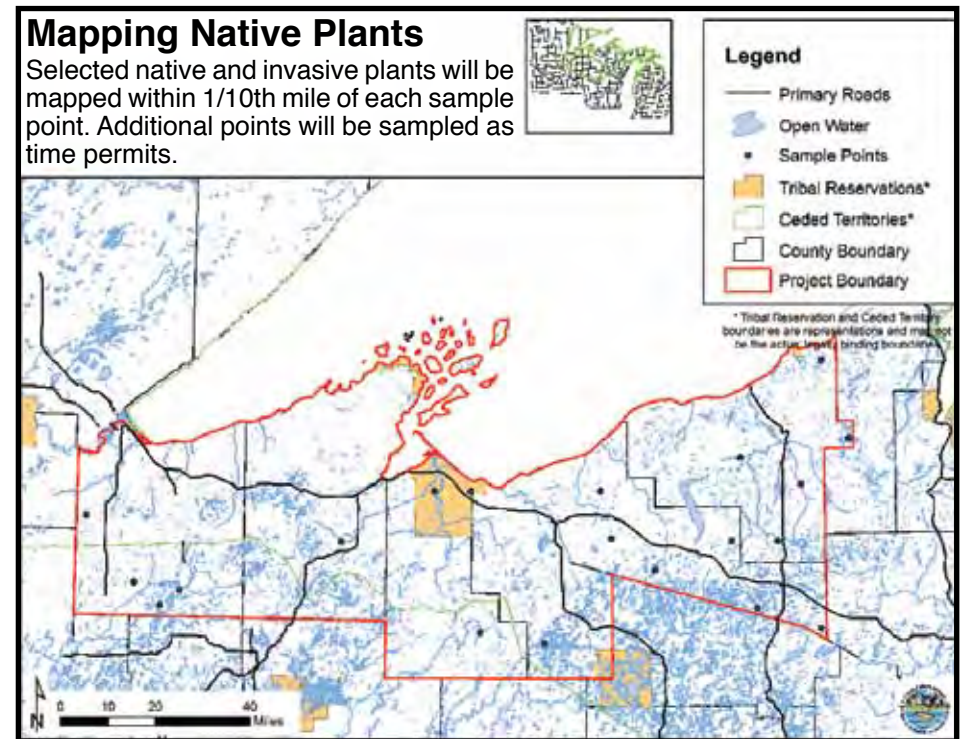 Mapping Native Plants
Selected native and invasive plants will be
mapped within 1/10th mile of each sample
point. Additional points will be sampled as
time permits.
Legend
Primary Roads
Open Water
Sample Points
Tribal Reservations*
Ceded Territories*
County Boundary
Project Boundary
* Tribal Reservation and Ceded Territory
boundaries are representations and may not
be the actual legally binding boundaries.
N
0 10 20 40
Miles